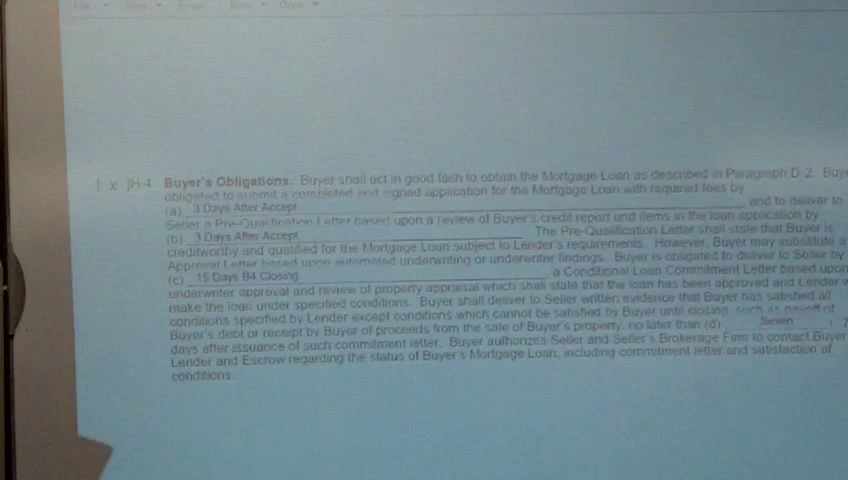 File Print Email
[x] H-4 Buyer's Obligations. Buyer shall act in good faith to obtain the Mortgage Loan as described in Paragraph D-2. Buye
obligated to submit a completed and signed application for the Mortgage Loan with required fees by
(a) 3 Days After Accept and to deliver to
Seller a Pre-Qualification Letter based upon a review of Buyer's credit report and items in the loan application by
(b) 3 Days After Accept The Pre-Qualification Letter shall state that Buyer is
creditworthy and qualified for the Mortgage Loan subject to Lender's requirements. However, Buyer may substitute a
Approval Letter based upon automated underwriting or underwriter findings. Buyer is obligated to deliver to Seller by
(c) 15 Days B4 Closing , a Conditional Loan Commitment Letter based upon
underwriter approval and review of property appraisal which shall state that the loan has been approved and Lender w
make the loan under specified conditions. Buyer shall deliver to Seller written evidence that Buyer has satisfied all
conditions specified by Lender except conditions which cannot be satisfied by Buyer until closing, such as payoff of
Buyer's debt or receipt by Buyer of proceeds from the sale of Buyer's property, no later than (d) Seven
days after issuance of such commitment letter. Buyer authorizes Seller and Seller's Brokerage Firm to contact Buyer
Lender and Escrow regarding the status of Buyer's Mortgage Loan, including commitment letter and satisfaction of
conditions.